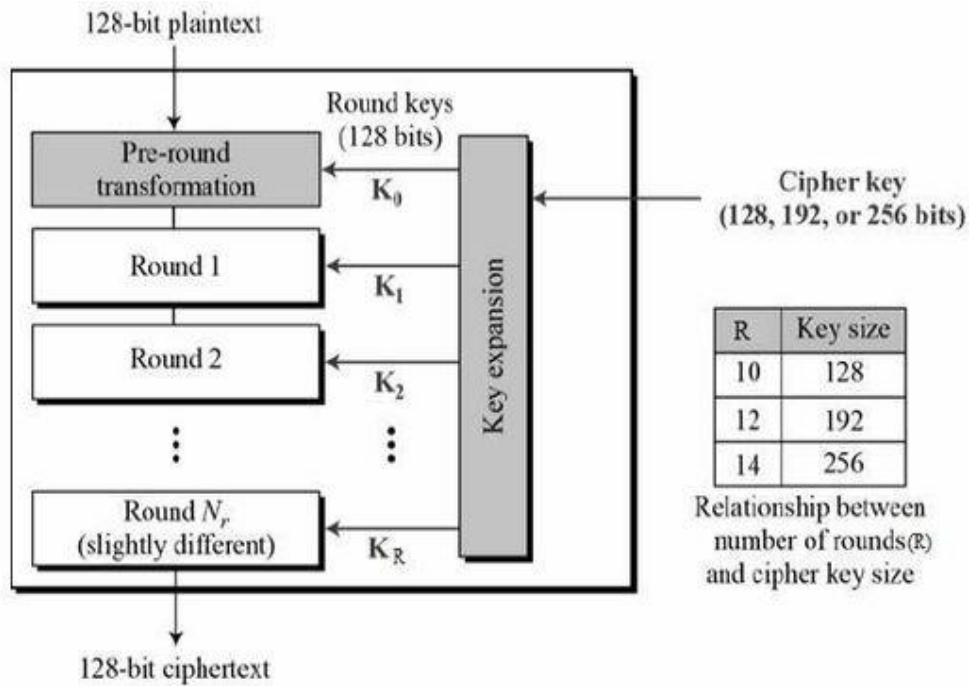 128-bit plaintext
Round keys
(128 bits)
Pre-round
transformation
K0
Cipher key
(128, 192, or 256 bits)
Round 1
K1
Round 2
K2
Key expansion
Round Nr
(slightly different)
KR
128-bit ciphertext
R Key size
10 128
12 192
14 256
Relationship between
number of rounds(R)
and cipher key size